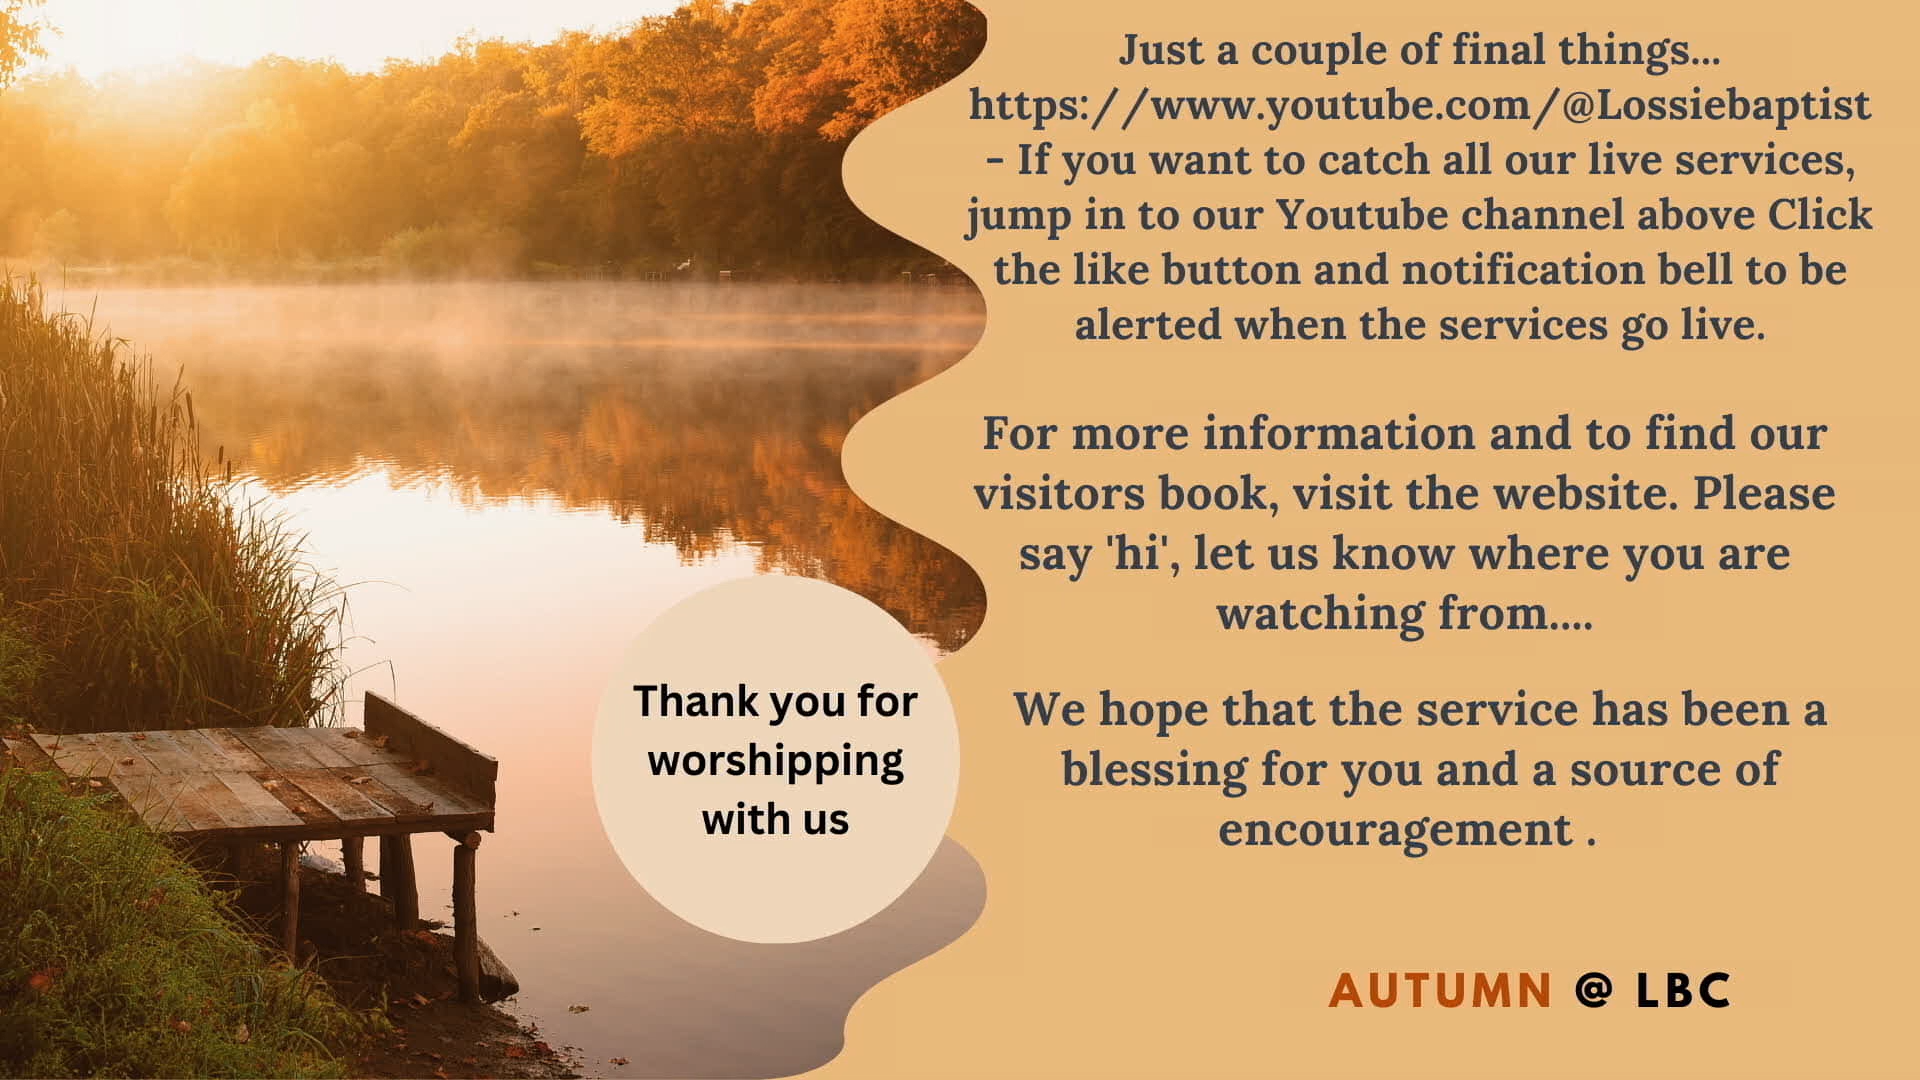 Just a couple of final things...
https://www.youtube.com/@Lossiebaptist
- If you want to catch all our live services,
jump in to our Youtube channel above Click
the like button and notification bell to be
alerted when the services go live.
For more information and to find our
visitors book, visit the website. Please
say 'hi', let us know where you are
watching from....
Thank you for
worshipping
with us
We hope that the service has been a
blessing for you and a source of
encouragement .
AUTUMN @ LBC